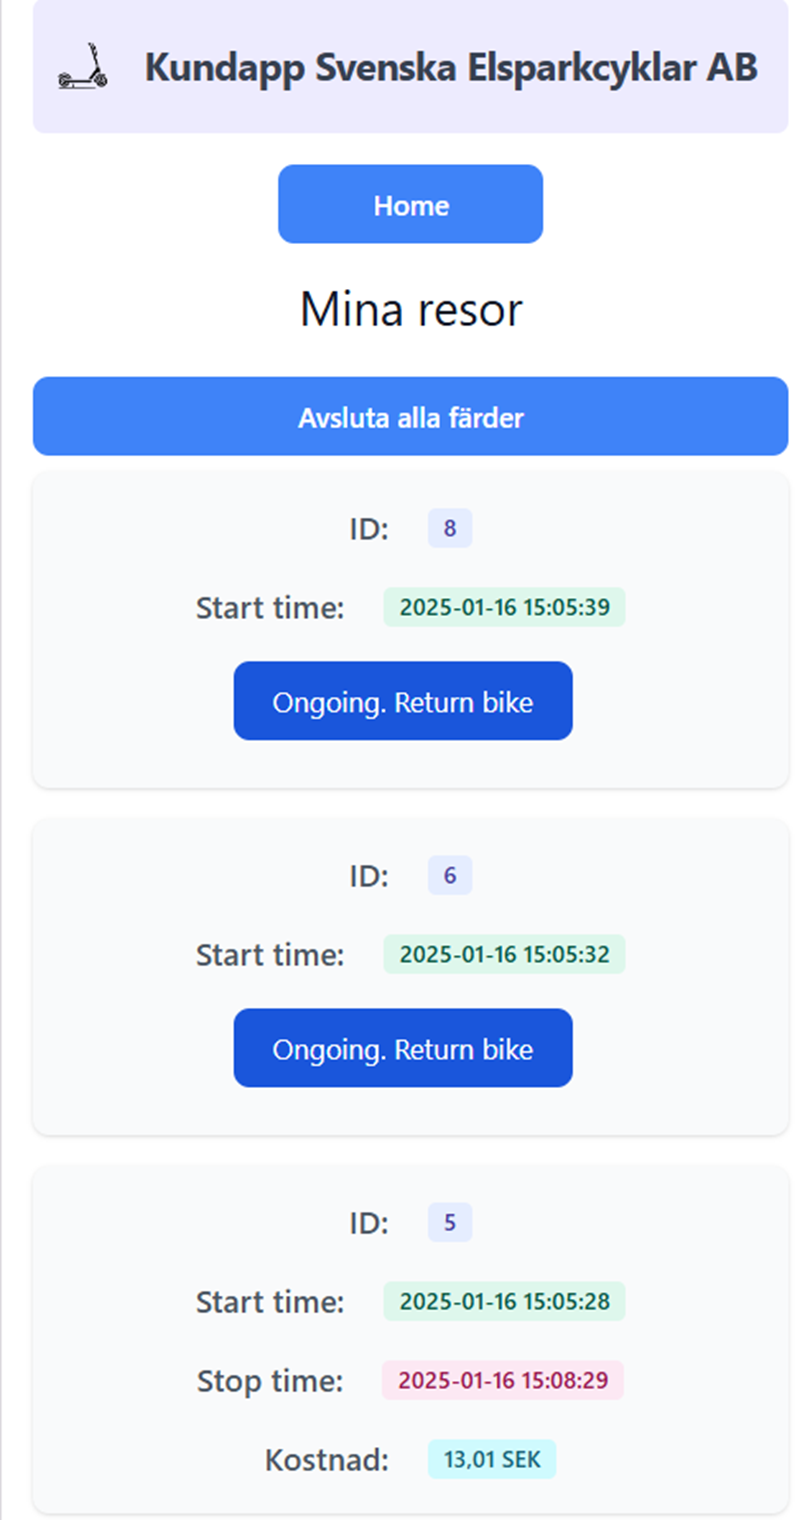 Kundapp Svenska Elsparkcyklar AB
Home
Mina resor
Avsluta alla färder
ID: 8
Start time: 2025-01-16 15:05:39
Ongoing. Return bike
ID: 6
Start time: 2025-01-16 15:05:32
Ongoing. Return bike
ID: 5
Start time: 2025-01-16 15:05:28
Stop time: 2025-01-16 15:08:29
Kostnad: 13,01 SEK